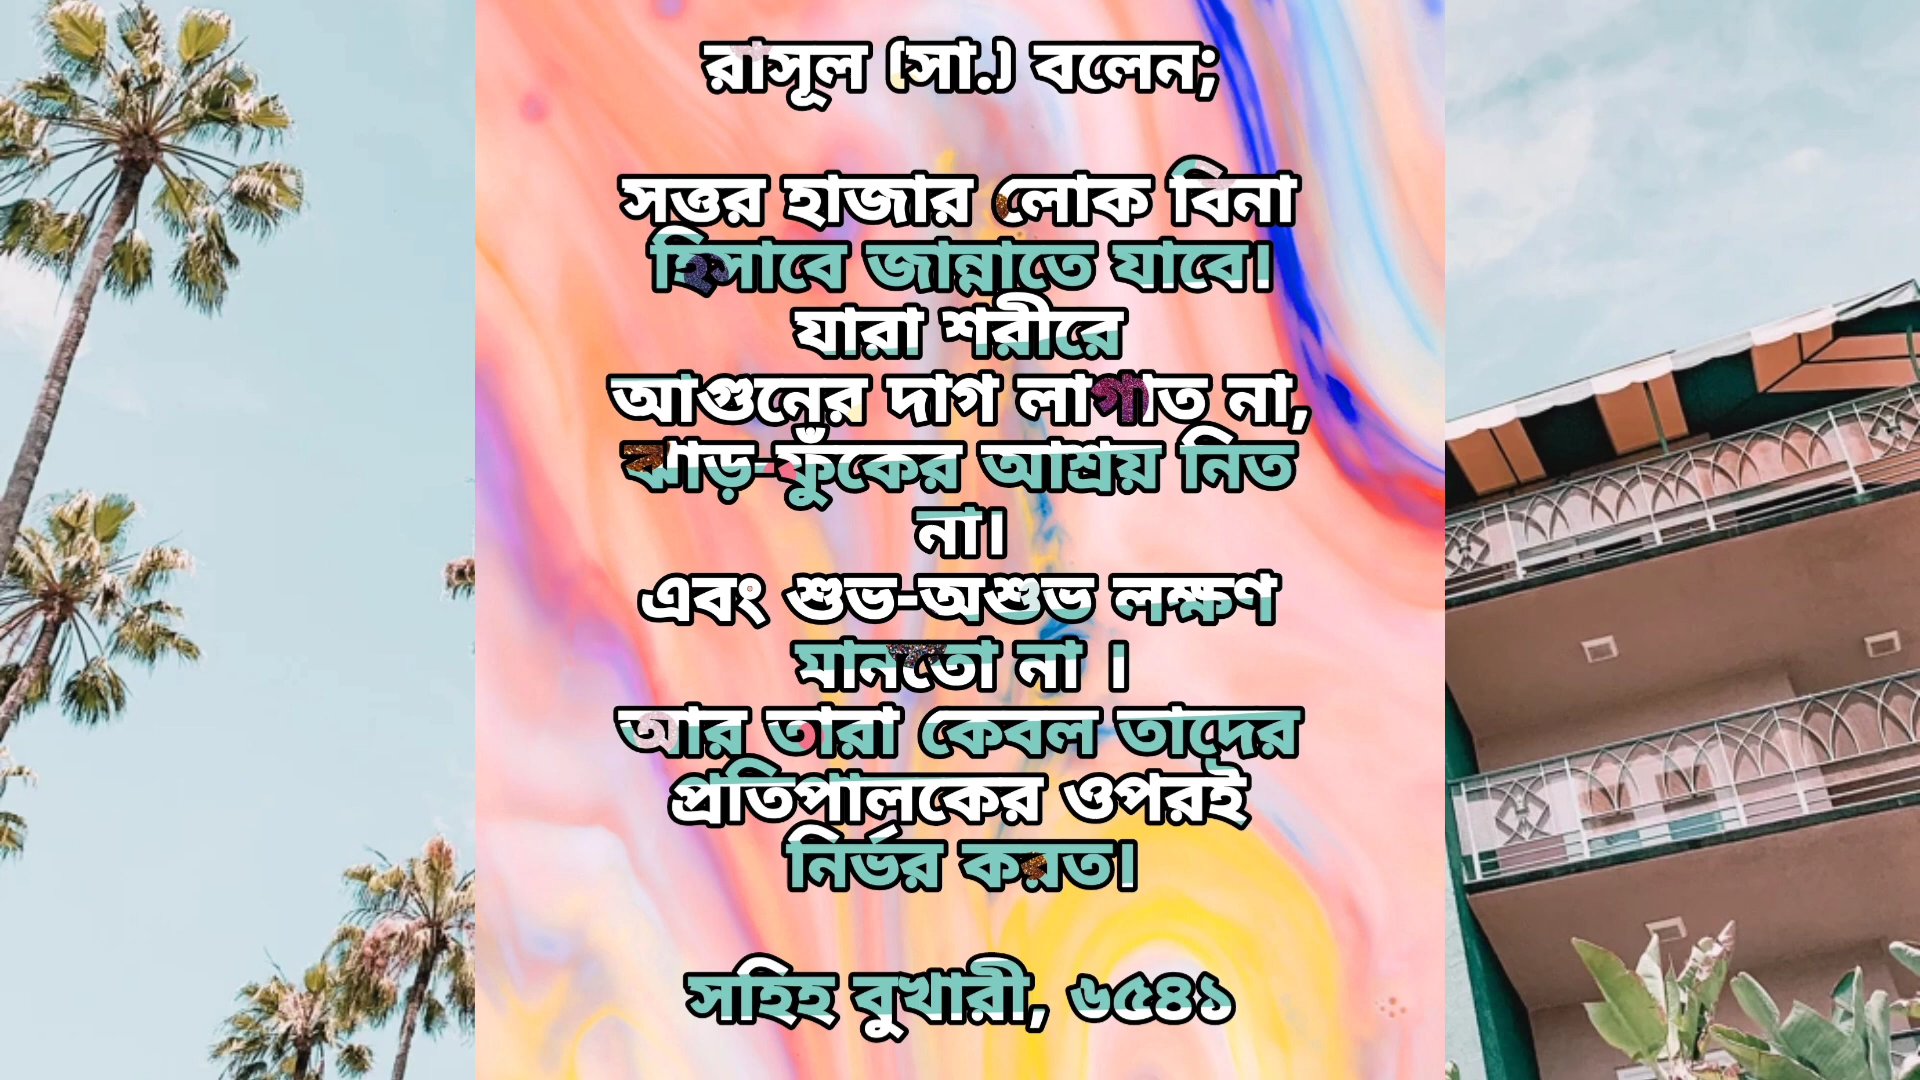 রাসূল (সা.) বলেন;
সত্তর হাজার লোক বিনা
হিসাবে জান্নাতে যাবে।
যারা শরীরে
আগুনের দাগ লাগাত না,
ঝাড়-ফুঁকের আশ্রয় নিত
না।
এবং শুভ-অশুভ লক্ষণ
মানতো না ।
আর তারা কেবল তাদের
প্রতিপালকের ওপরই
নির্ভর করত।
সহিহ বুখারী, ৬৫৪১